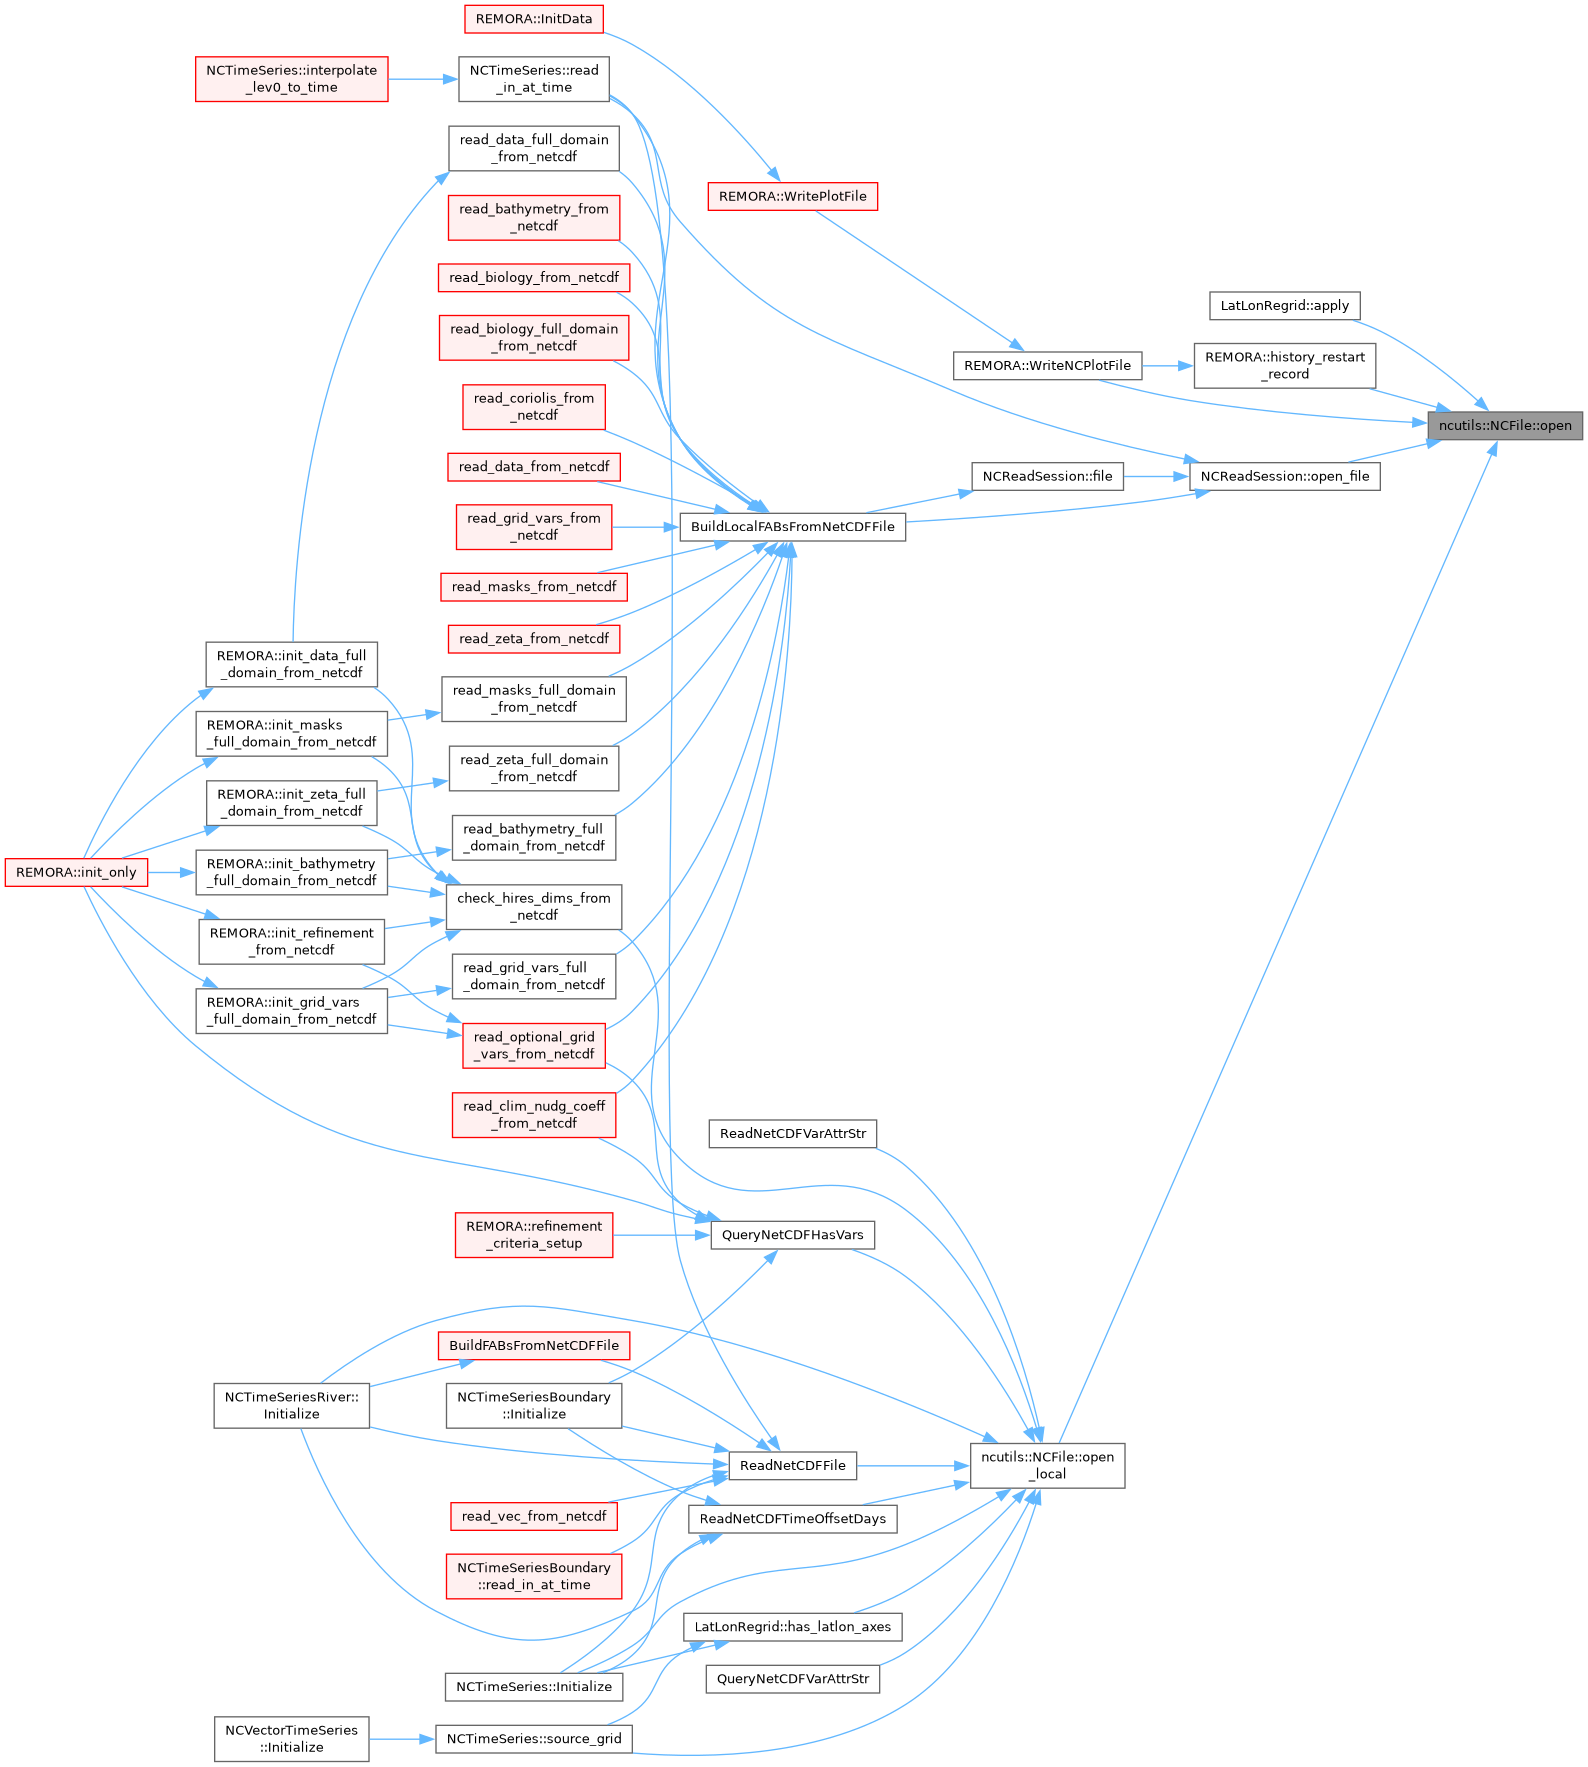 REMORA::InitData
NCTimeSeries::interpolate
_lev0_to_time
NCTimeSeries::read
_in_at_time
read_data_full_domain
_from_netcdf
REMORA::WritePlotFile
read_bathymetry_from
_netcdf
read_biology_from_netcdf
LatLonRegrid::apply
read_biology_full_domain
_from_netcdf
REMORA::WriteNCPlotFile
REMORA::history_restart
_record
read_coriolis_from
_netcdf
ncutils::NCFile::open
read_data_from_netcdf
NCReadSession::file
NCReadSession::open_file
read_grid_vars_from
_netcdf
BuildLocalFABsFromNetCDFFile
read_masks_from_netcdf
read_zeta_from_netcdf
REMORA::init_data_full
_domain_from_netcdf
read_masks_full_domain
_from_netcdf
REMORA::init_masks
_full_domain_from_netcdf
read_zeta_full_domain
_from_netcdf
REMORA::init_zeta_full
_domain_from_netcdf
read_bathymetry_full
_domain_from_netcdf
REMORA::init_only
REMORA::init_bathymetry
_full_domain_from_netcdf
check_hires_dims_from
_netcdf
REMORA::init_refinement
_from_netcdf
read_grid_vars_full
_domain_from_netcdf
REMORA::init_grid_vars
_full_domain_from_netcdf
read_optional_grid
_vars_from_netcdf
read_clim_nudg_coeff
_from_netcdf
ReadNetCDFVarAttrStr
REMORA::refinement
_criteria_setup
QueryNetCDFHasVars
BuildFABsFromNetCDFFile
NCTimeSeriesRiver::
Initialize
NCTimeSeriesBoundary
::Initialize
ReadNetCDFFile
ncutils::NCFile::open
_local
read_vec_from_netcdf
ReadNetCDFTimeOffsetDays
NCTimeSeriesBoundary
::read_in_at_time
LatLonRegrid::has_latlon_axes
NCTimeSeries::Initialize
QueryNetCDFVarAttrStr
NCVectorTimeSeries
::Initialize
NCTimeSeries::source_grid